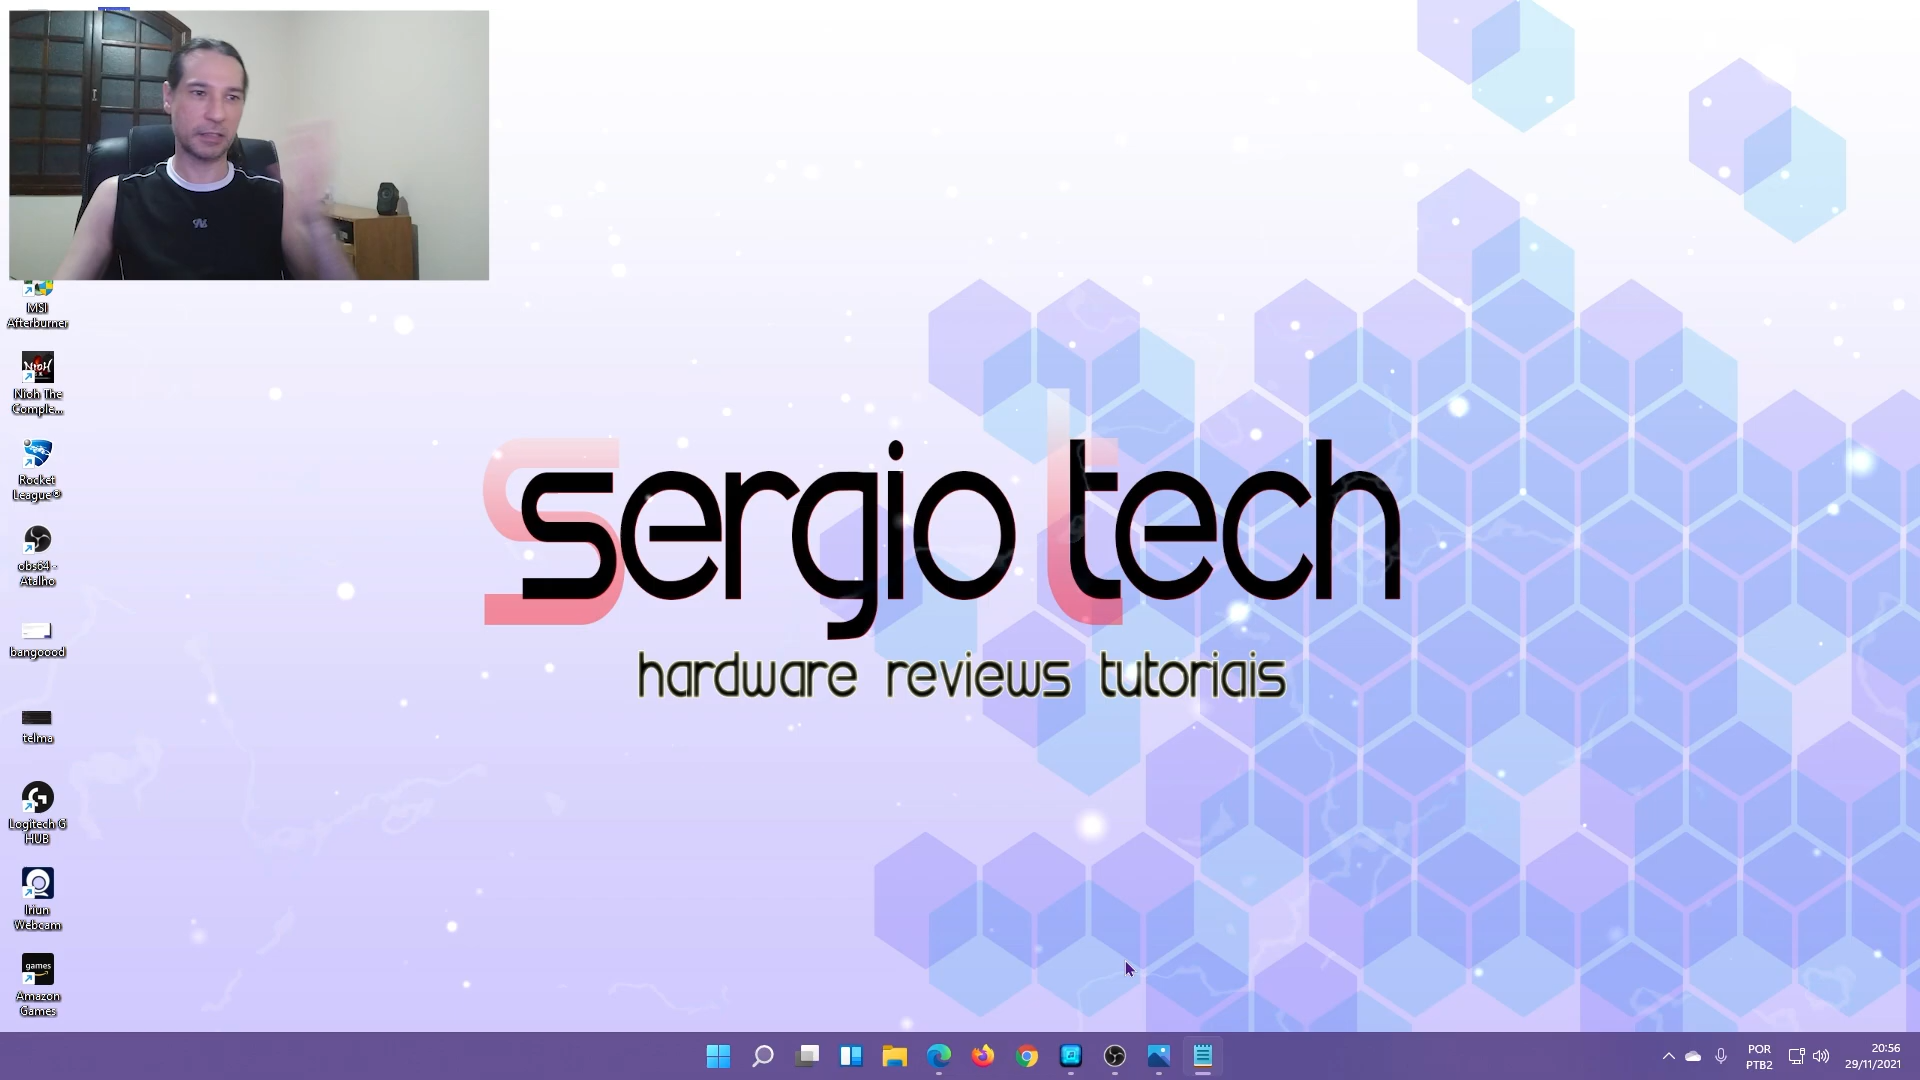 MSI
Afterburner
Nioh The
Comple...
Rocket
League®
obs64 -
Atalho
bangoood
telma
Logitech G
HUB
Iriun
Webcam
games
Amazon
Games
sergio tech
hardware reviews tutoriais
POR
PTB2
20:56
29/11/2021